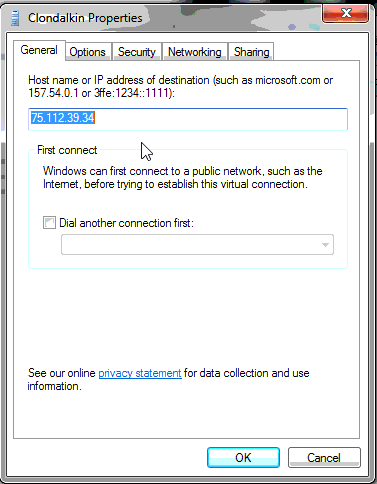 Clondalkin Properties
General Options Security Networking Sharing
Host name or IP address of destination (such as microsoft.com or
157.54.0.1 or 3ffe:1234::1111):
75.112.39.34
First connect
Windows can first connect to a public network, such as the
Internet, before trying to establish this virtual connection.
Dial another connection first:
See our online privacy statement for data collection and use
information.
OK Cancel